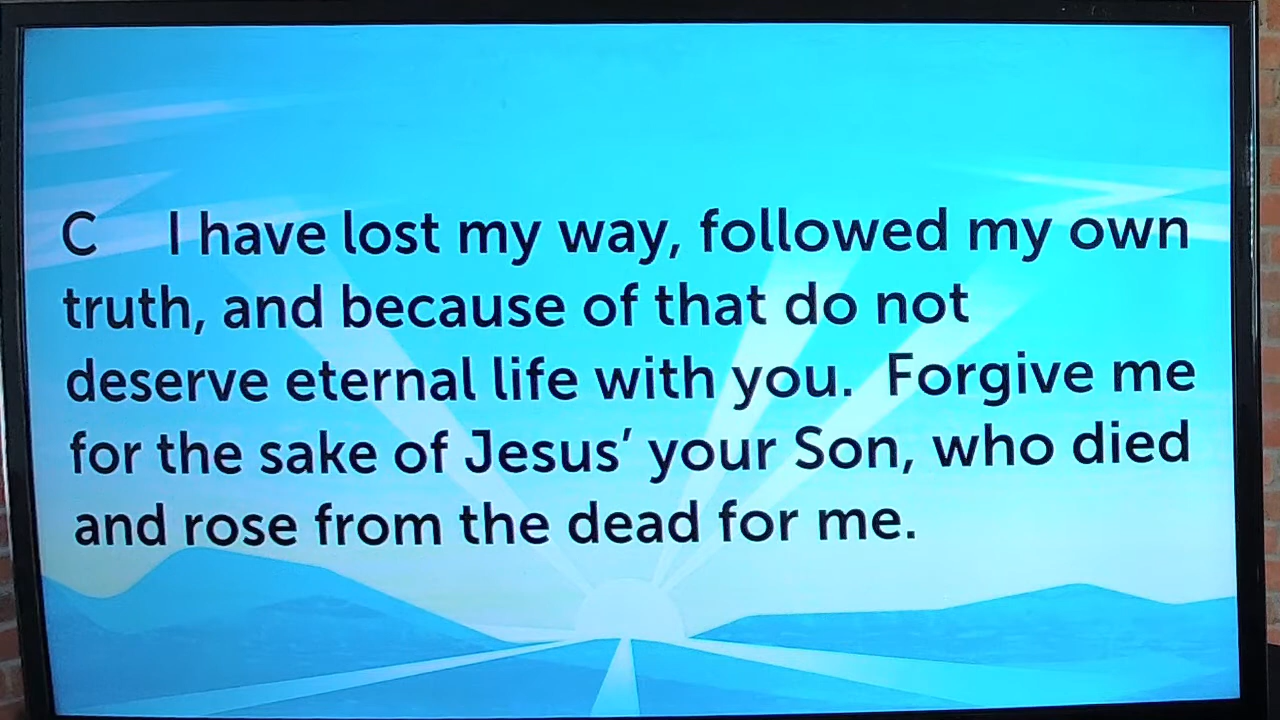 C I have lost my way, followed my own
truth, and because of that do not
deserve eternal life with you. Forgive me
for the sake of Jesus’ your Son, who died
and rose from the dead for me.